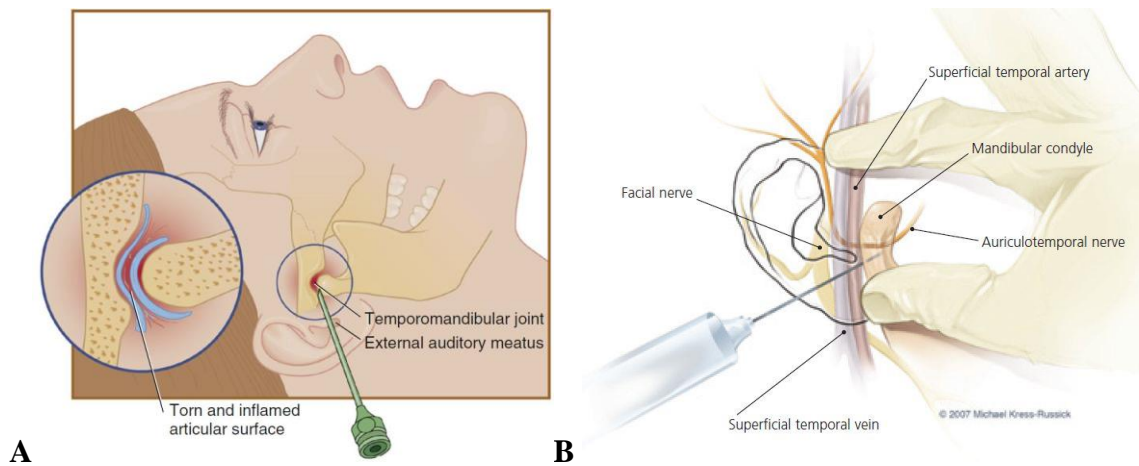 Temporomandibular joint
External auditory meatus
Torn and inflamed
articular surface
A
Superficial temporal artery
Mandibular condyle
Facial nerve
Auriculotemporal nerve
© 2007 Michael Kress-Russick
Superficial temporal vein
B